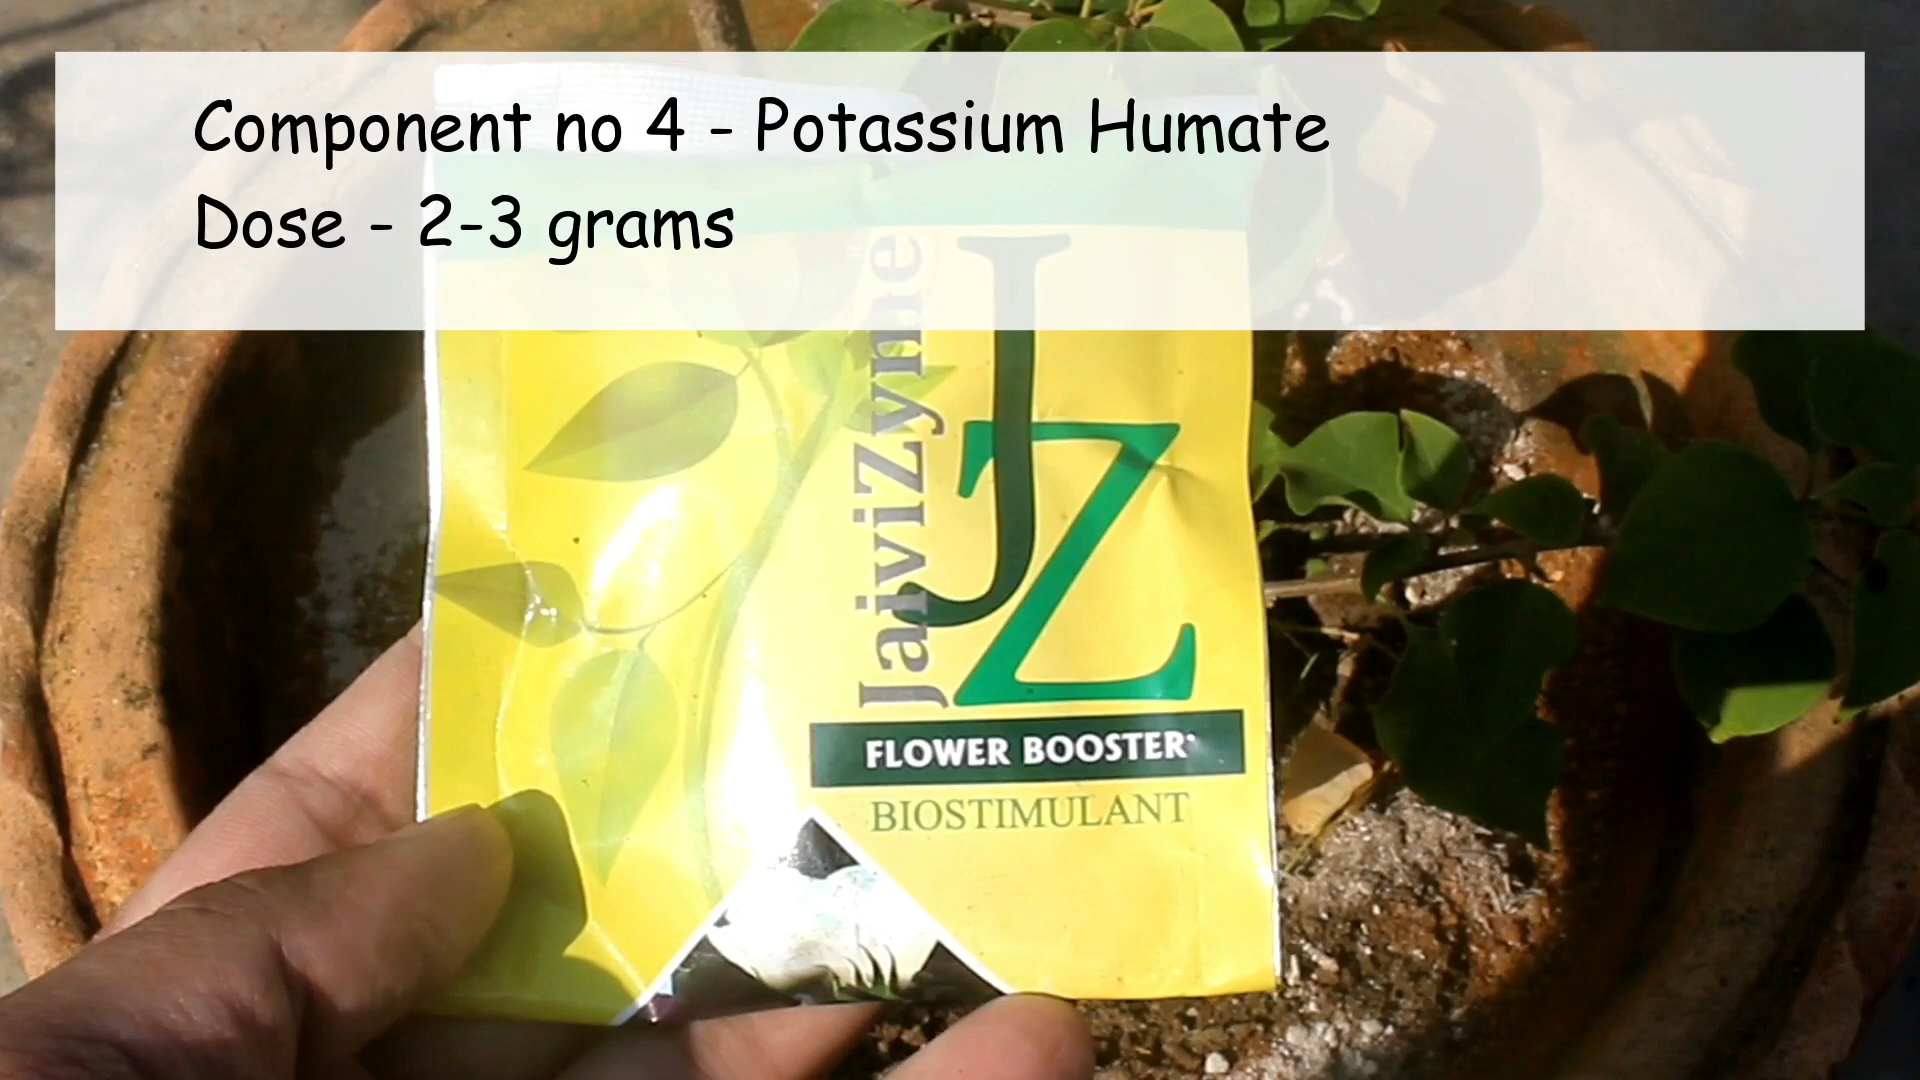 Component no 4 - Potassium Humate
Dose - 2-3 grams
JaiviZyme
JZ
FLOWER BOOSTER
BIOSTIMULANT